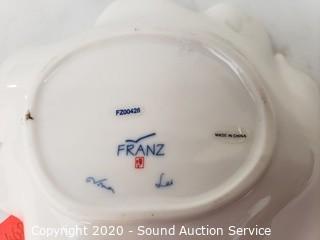 FZ00426
MADE IN CHINA
FRANZ
Copyright © 2020 - Sound Auction Service